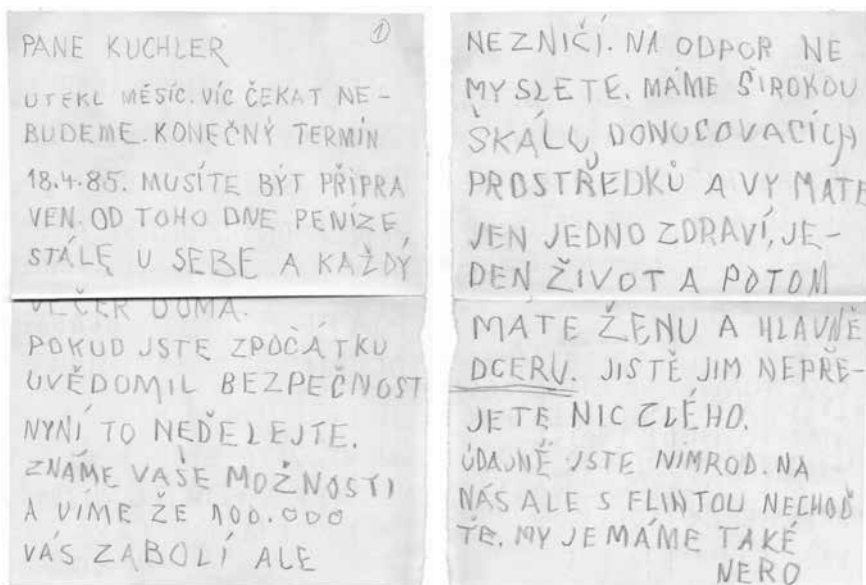 ①
PANE KUCHLER
UTEKL MĚSÍC. VÍC ČEKAT NE-
BUDEME. KONEČNÝ TERMÍN
18.4.85. MUSÍTE BÝT PŘIPRA
VEN. OD TOHO DNE PENÍZE
STÁLE U SEBE A KAŽDÝ
VEČER DOMA.
POKUD JSTE ZPOČÁTKU
UVĚDOMIL BEZPEČNOST
NYNÍ TO NEDĚLEJTE.
ZNÁME VAŠE MOŽNOSTI
A VÍME ŽE 100.000
VÁS ZABOLÍ ALE
NEZNIČÍ. NA ODPOR NE
MYSLETE. MÁME ŠIROKOU
ŠKÁLU DONUCOVACÍCH
PROSTŘEDKŮ A VY MATE
JEN JEDNO ZDRAVÍ, JE-
DEN ŽIVOT A POTOM
MÁTE ŽENU A HLAVNĚ
DCERU. JISTĚ JIM NEPŘE-
JETE NIC ZLÉHO.
ÚDAJNĚ JSTE NIMROD. NA
NÁS ALE S FLINTOU NECHOĎ
TE. MY JE MÁME TAKÉ
NERO